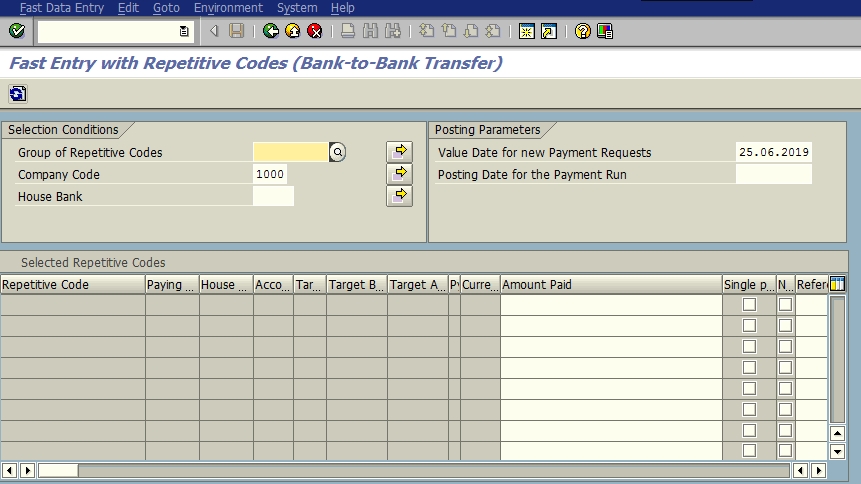 Fast Data Entry Edit Goto Environment System Help
Fast Entry with Repetitive Codes (Bank-to-Bank Transfer)
Selection Conditions
Group of Repetitive Codes
Company Code 1000
House Bank
Posting Parameters
Value Date for new Payment Requests 25.06.2019
Posting Date for the Payment Run
Selected Repetitive Codes
Repetitive Code Paying ... House ... Acco... Tar... Target B... Target A... Curre... Amount Paid Single p... N... Refer